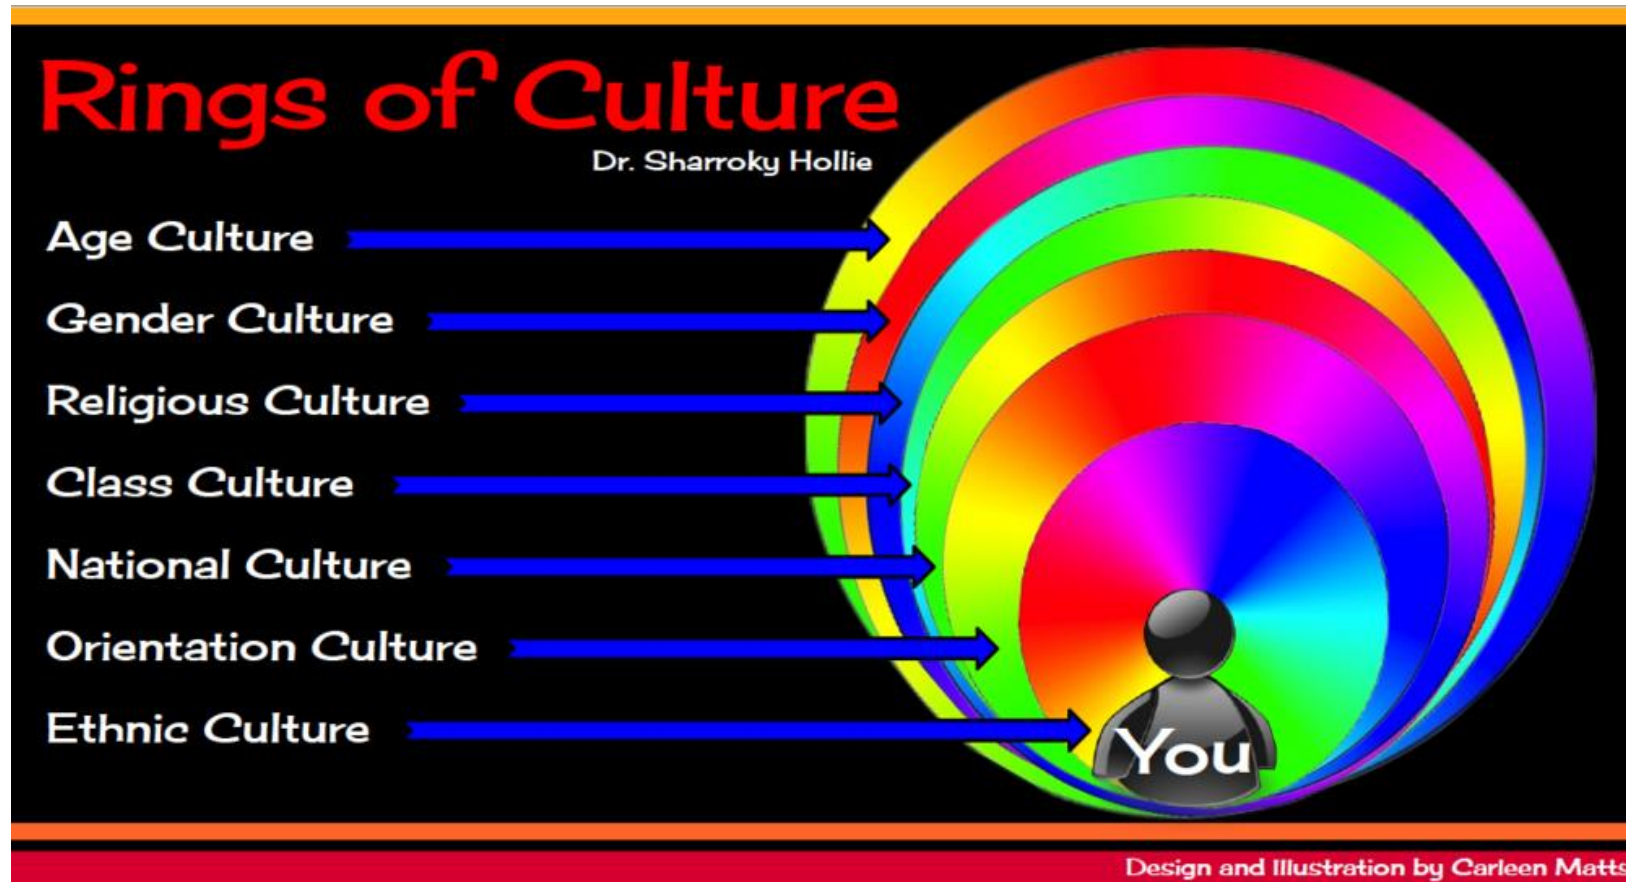 Rings of Culture
Dr. Sharroky Hollie
Age Culture
Gender Culture
Religious Culture
Class Culture
National Culture
Orientation Culture
Ethnic Culture
You
Design and Illustration by Carleen Matts